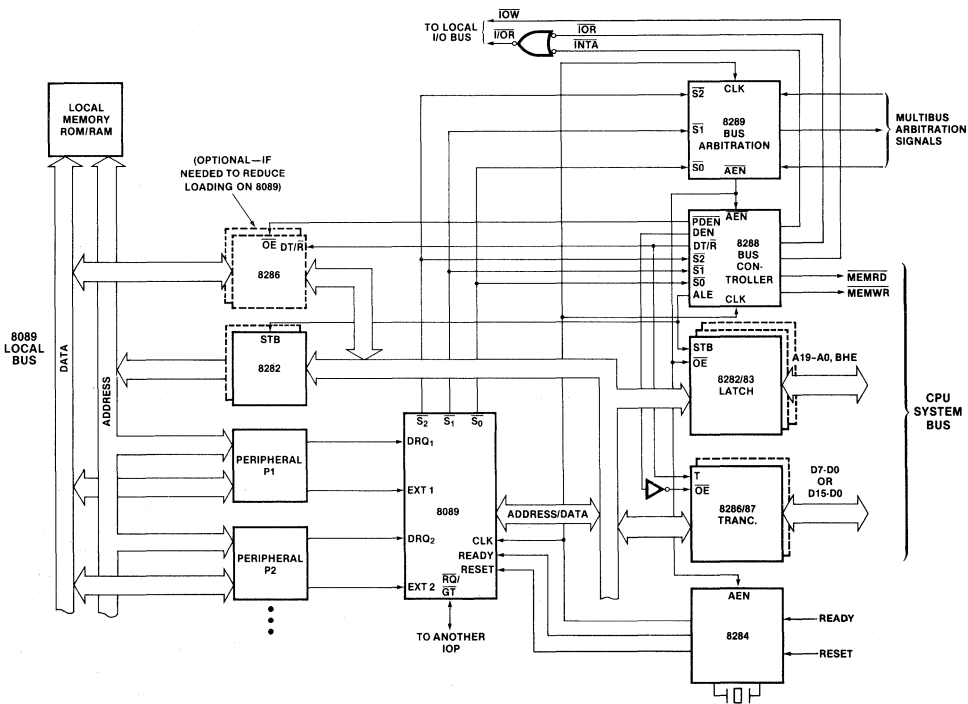 IOW
TO LOCAL
I/O BUS
I/OR
IOR
INTA
LOCAL
MEMORY
ROM/RAM
(OPTIONAL—IF
NEEDED TO REDUCE
LOADING ON 8089)
S2
CLK
S1
8289
BUS
ARBITRATION
S0
AEN
MULTIBUS
ARBITRATION
SIGNALS
OE
DT/R
8286
PDEN
AEN
DEN
DT/R
S2
S1
S0
ALE
8288
BUS
CON-
TROLLER
CLK
MEMRD
MEMWR
8089
LOCAL
BUS
DATA
ADDRESS
STB
8282
STB
OE
8282/83
LATCH
A19-A0, BHE
CPU
SYSTEM
BUS
S2
S1
S0
PERIPHERAL
P1
DRQ1
EXT 1
8089
ADDRESS/DATA
T
OE
8286/87
TRANC.
D7-D0
OR
D15-D0
PERIPHERAL
P2
DRQ2
EXT 2
CLK
READY
RESET
RQ/
GT
TO ANOTHER
IOP
AEN
8284
READY
RESET